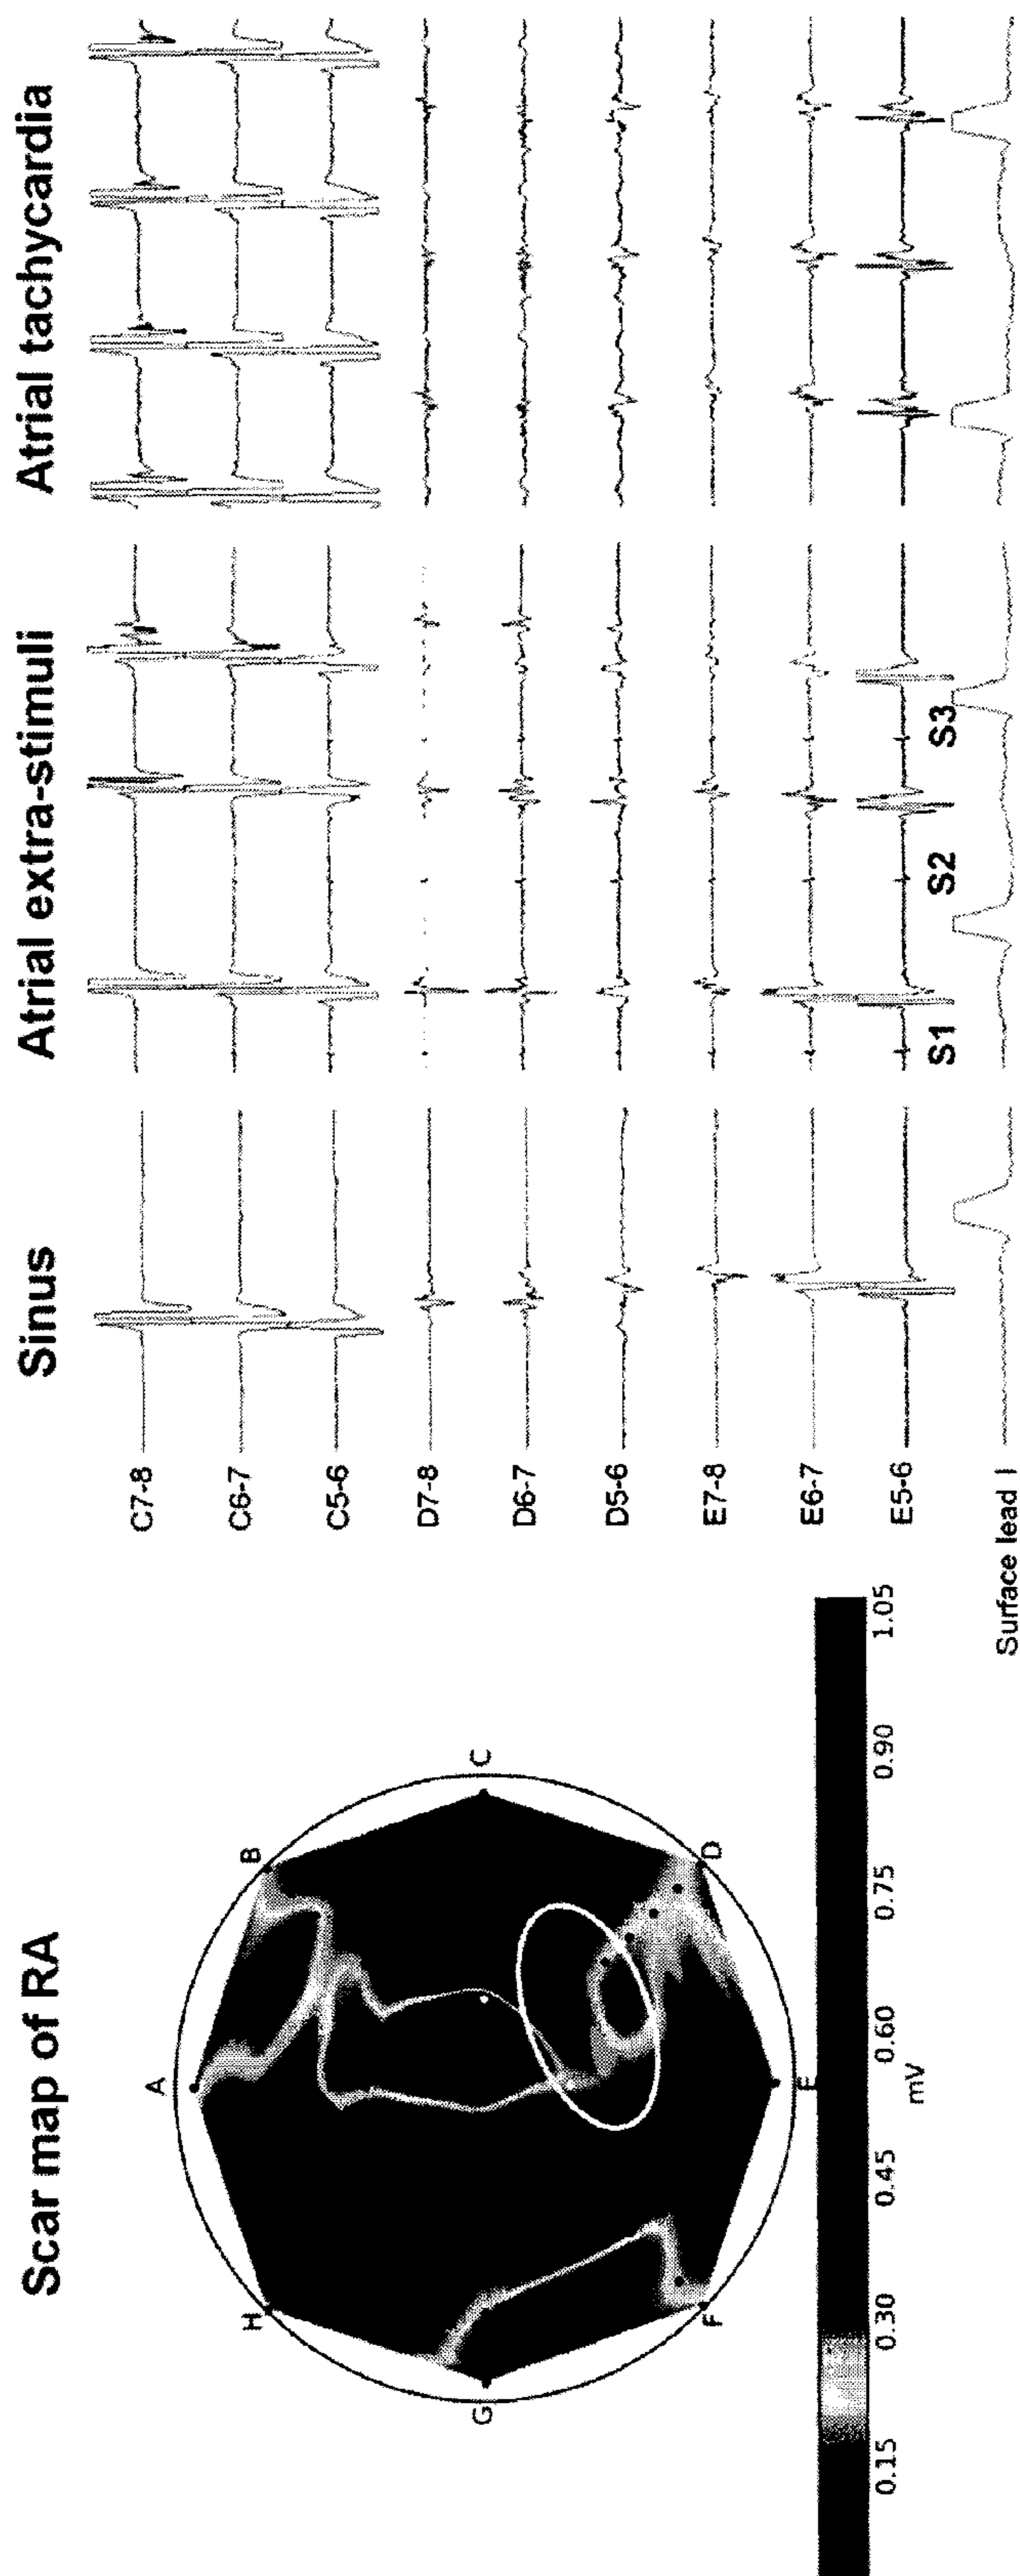 Scar map of RA
A
B
C
D
E
F
G
H
0.15
0.30
0.45
0.60
0.75
0.90
1.05
mV
Sinus
Atrial extra-stimuli
Atrial tachycardia
C7-8
C6-7
C5-6
D7-8
D6-7
D5-6
E7-8
E6-7
E5-6
S1
S2
S3
Surface lead I